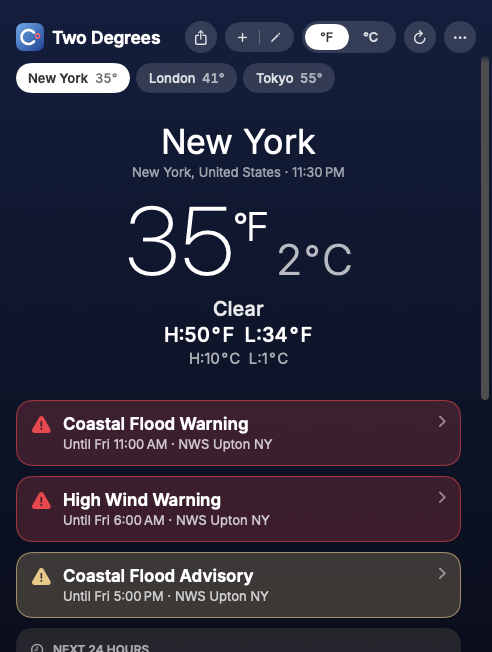 Two Degrees
°F °C
New York 35° London 41° Tokyo 55°
New York
New York, United States · 11:30 PM
35°F 2°C
Clear
H:50°F L:34°F
H:10°C L:1°C
Coastal Flood Warning
Until Fri 11:00 AM · NWS Upton NY
High Wind Warning
Until Fri 6:00 AM · NWS Upton NY
Coastal Flood Advisory
Until Fri 5:00 PM · NWS Upton NY
NEXT 24 HOURS